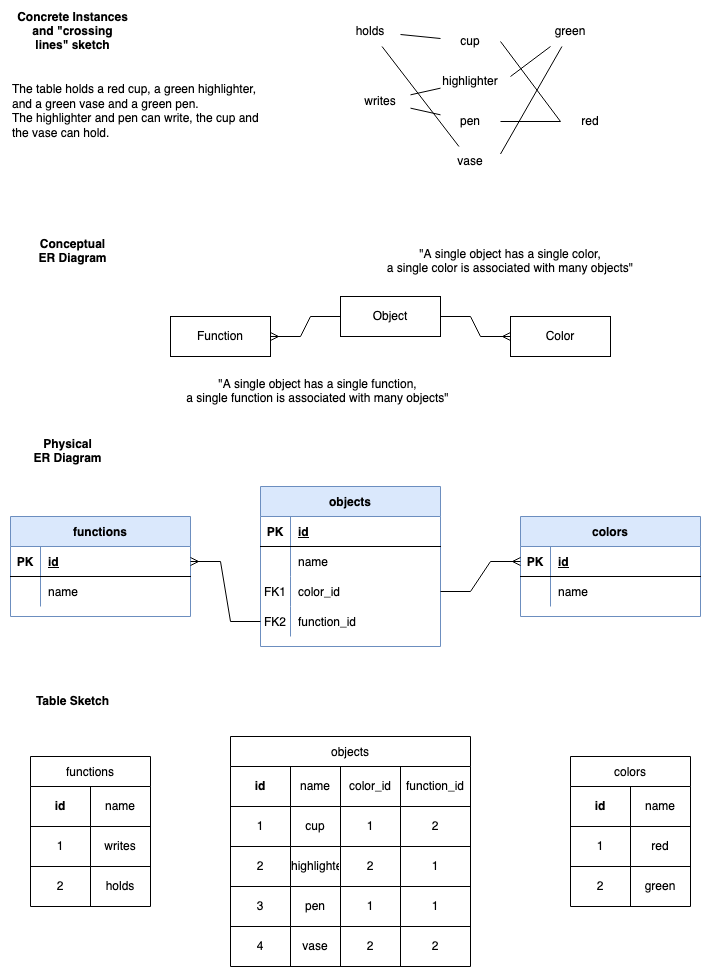 Concrete Instances
and "crossing
lines" sketch
The table holds a red cup, a green highlighter,
and a green vase and a green pen.
The highlighter and pen can write, the cup and
the vase can hold.
holds
green
cup
highlighter
writes
pen
red
vase
Conceptual
ER Diagram
"A single object has a single color,
a single color is associated with many objects"
Function
Object
Color
"A single object has a single function,
a single function is associated with many objects"
Physical
ER Diagram
functions
PK id
name
objects
PK id
name
FK1 color_id
FK2 function_id
colors
PK id
name
Table Sketch
functions
id name
1 writes
2 holds
objects
id name color_id function_id
1 cup 1 2
2 highlighte 2 1
3 pen 1 1
4 vase 2 2
colors
id name
1 red
2 green